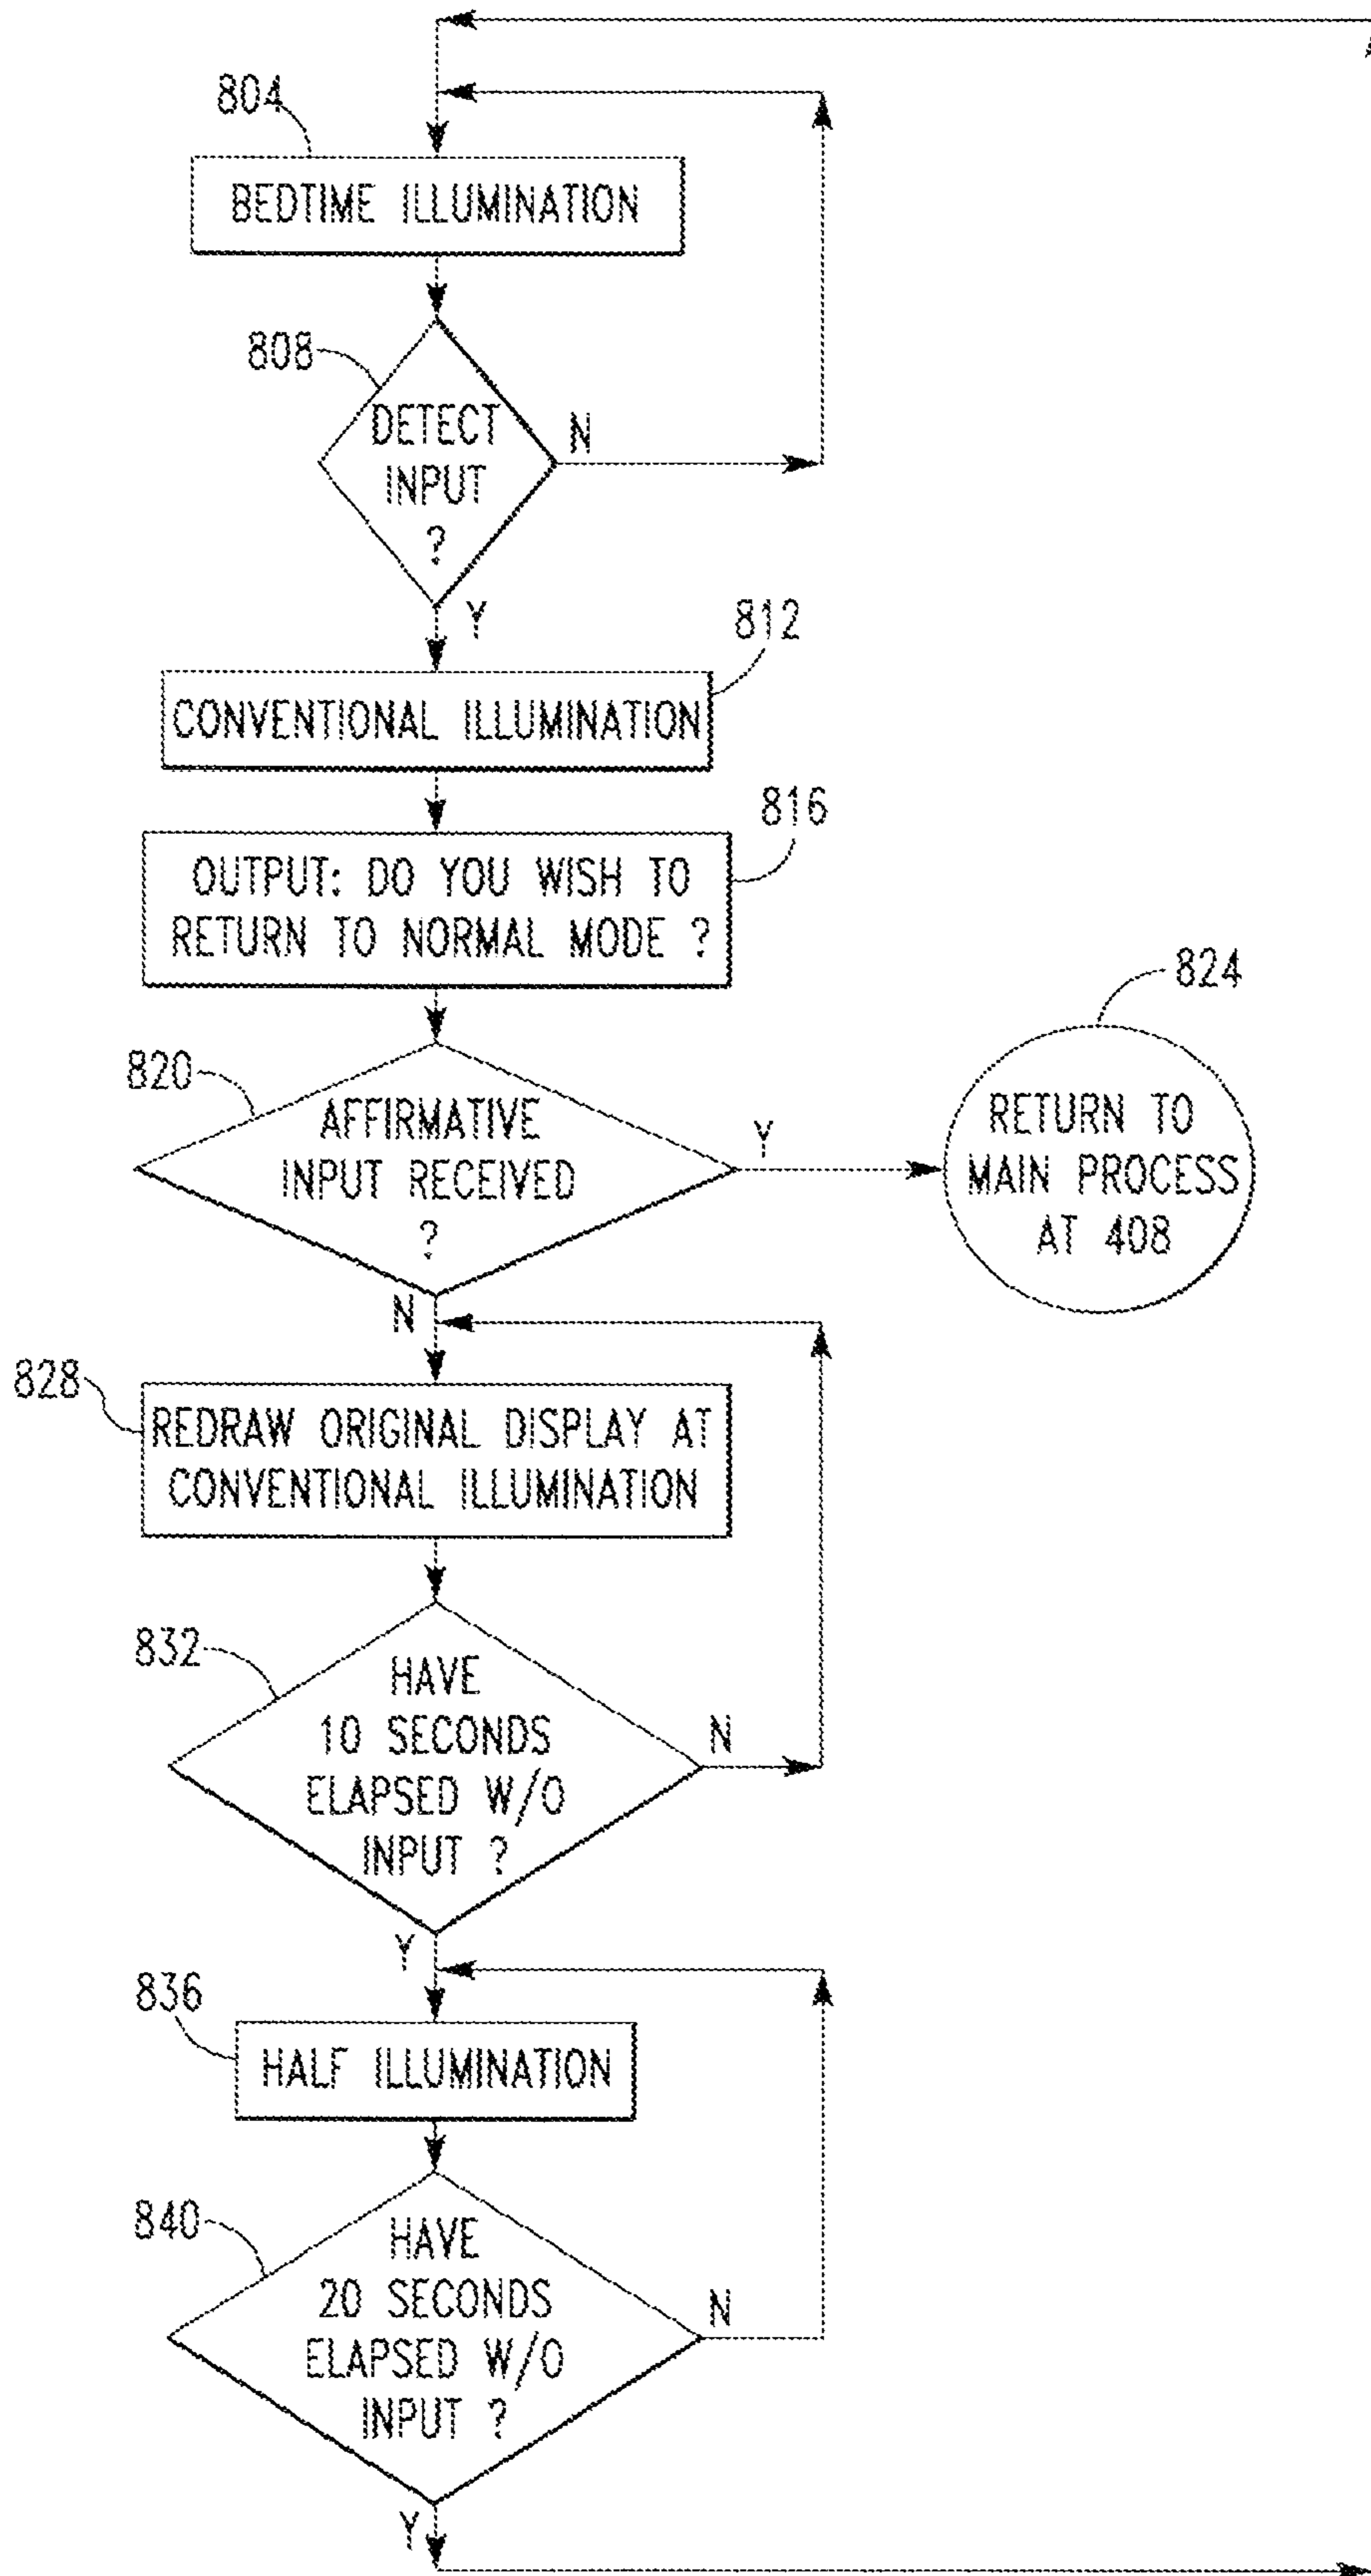 804
BEDTIME ILLUMINATION
808
DETECT
INPUT
?
N
Y
812
CONVENTIONAL ILLUMINATION
816
OUTPUT: DO YOU WISH TO
RETURN TO NORMAL MODE ?
820
AFFIRMATIVE
INPUT RECEIVED
?
Y
824
RETURN TO
MAIN PROCESS
AT 408
N
828
REDRAW ORIGINAL DISPLAY AT
CONVENTIONAL ILLUMINATION
832
HAVE
10 SECONDS
ELAPSED W/O
INPUT ?
N
Y
836
HALF ILLUMINATION
840
HAVE
20 SECONDS
ELAPSED W/O
INPUT ?
N
Y